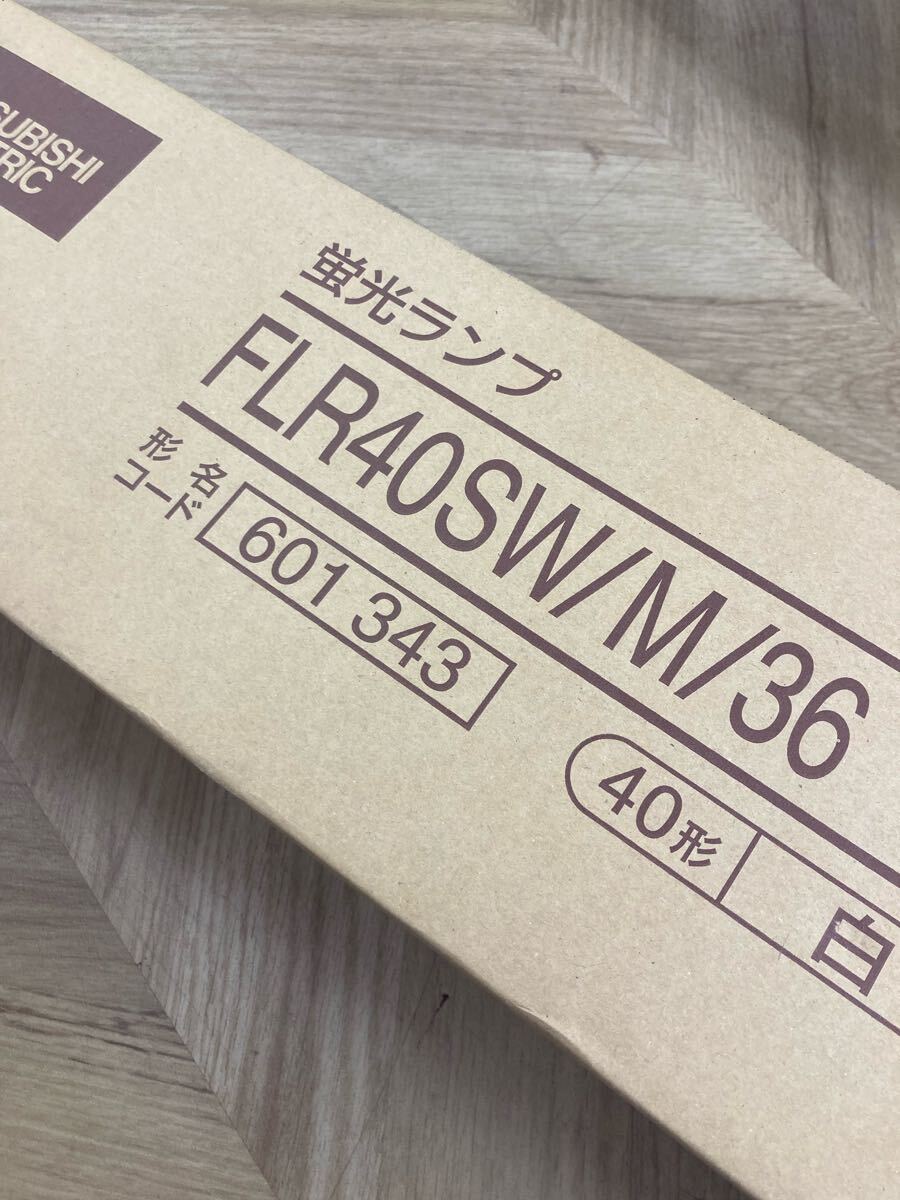 SUBISHI
TRIC
蛍光ランプ
FLR40SW/M/36
形名
コード
601 343
40形
白